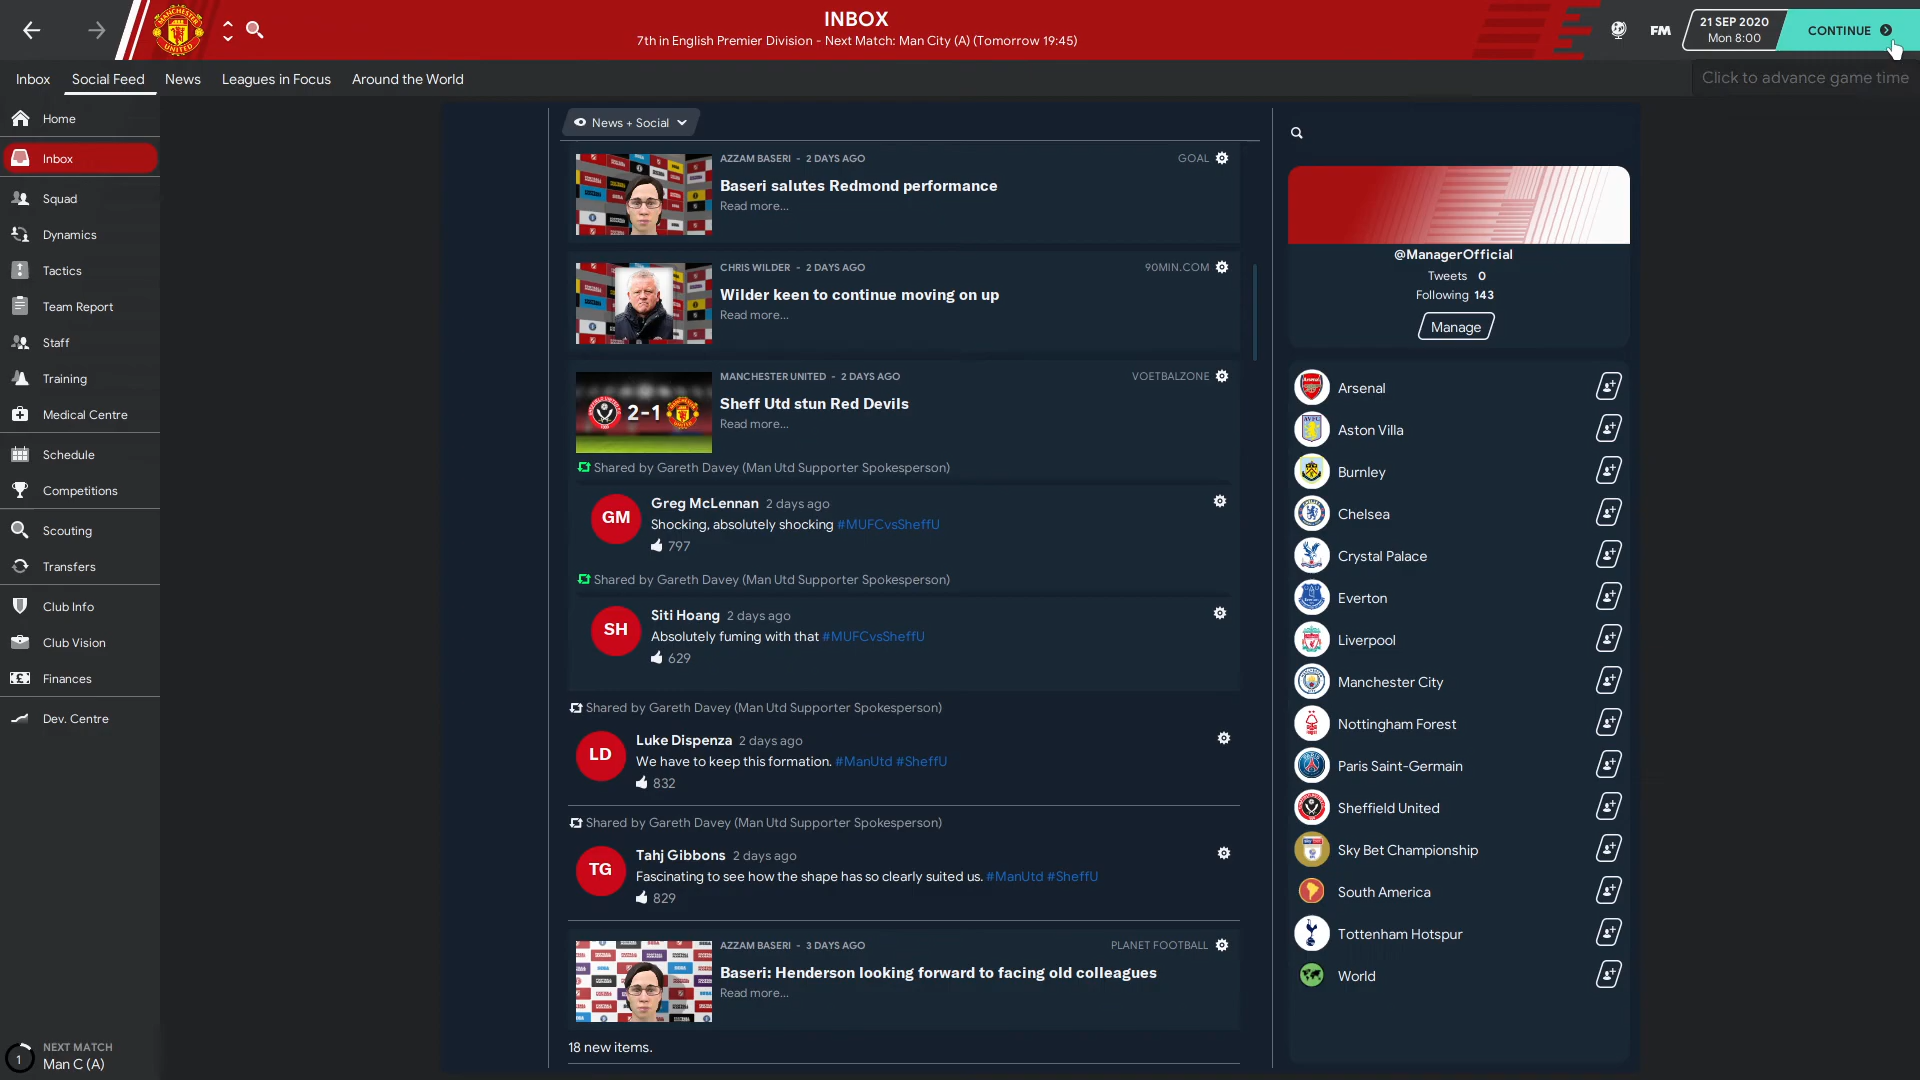 INBOX
7th in English Premier Division - Next Match: Man City (A) (Tomorrow 19:45)
FM
21 SEP 2020
Mon 8:00
CONTINUE
Inbox
Social Feed
News
Leagues in Focus
Around the World
Click to advance game time
Home
Inbox
Squad
Dynamics
Tactics
Team Report
Staff
Training
Medical Centre
Schedule
Competitions
Scouting
Transfers
Club Info
Club Vision
Finances
Dev. Centre
1
NEXT MATCH
Man C (A)
News + Social
AZZAM BASERI - 2 DAYS AGO
GOAL
Baseri salutes Redmond performance
Read more...
CHRIS WILDER - 2 DAYS AGO
90MIN.COM
Wilder keen to continue moving on up
Read more...
2-1
MANCHESTER UNITED - 2 DAYS AGO
VOETBALZONE
Sheff Utd stun Red Devils
Read more...
Shared by Gareth Davey (Man Utd Supporter Spokesperson)
GM
Greg McLennan 2 days ago
Shocking, absolutely shocking #MUFCvsSheffU
797
Shared by Gareth Davey (Man Utd Supporter Spokesperson)
SH
Siti Hoang 2 days ago
Absolutely fuming with that #MUFCvsSheffU
629
Shared by Gareth Davey (Man Utd Supporter Spokesperson)
LD
Luke Dispenza 2 days ago
We have to keep this formation. #ManUtd #SheffU
832
Shared by Gareth Davey (Man Utd Supporter Spokesperson)
TG
Tahj Gibbons 2 days ago
Fascinating to see how the shape has so clearly suited us. #ManUtd #SheffU
829
AZZAM BASERI - 3 DAYS AGO
PLANET FOOTBALL
Baseri: Henderson looking forward to facing old colleagues
Read more...
18 new items.
@ManagerOfficial
Tweets 0
Following 143
Manage
Arsenal
Aston Villa
Burnley
Chelsea
Crystal Palace
Everton
Liverpool
Manchester City
Nottingham Forest
Paris Saint-Germain
Sheffield United
Sky Bet Championship
South America
Tottenham Hotspur
World